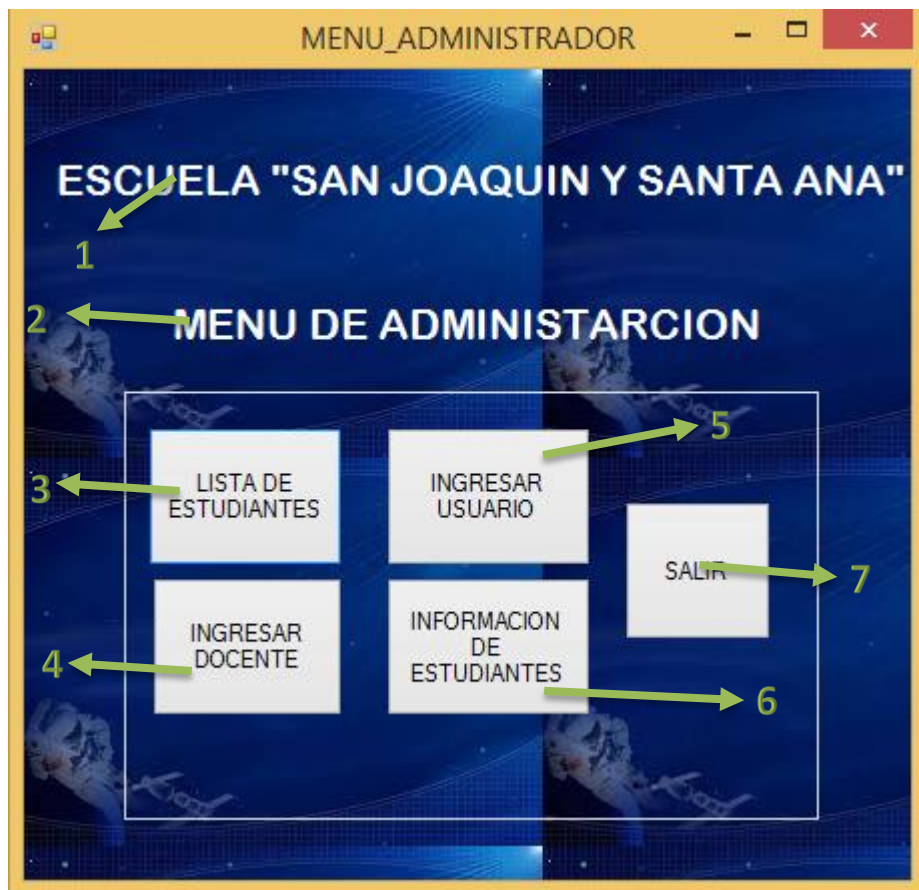 MENU_ADMINISTRADOR
ESCUELA "SAN JOAQUIN Y SANTA ANA"
1
2
MENU DE ADMINISTARCION
5
3
LISTA DE
ESTUDIANTES
INGRESAR
USUARIO
SALIR
7
4
INGRESAR
DOCENTE
INFORMACION
DE
ESTUDIANTES
6